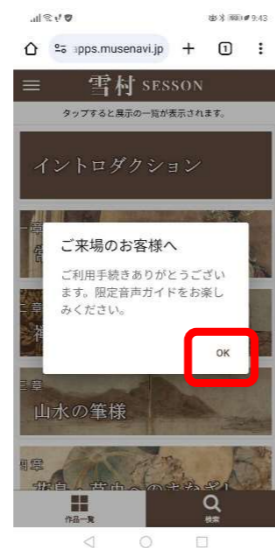 9:43
apps.musenavi.jp
1
雪村 SESSON
タップすると展示の一覧が表示されます。
イントロダクション
ご来場のお客様へ
ご利用手続きありがとうござい
ます。限定音声ガイドをお楽し
みください。
OK
三章
山水の筆様
四章
作品一覧
検索